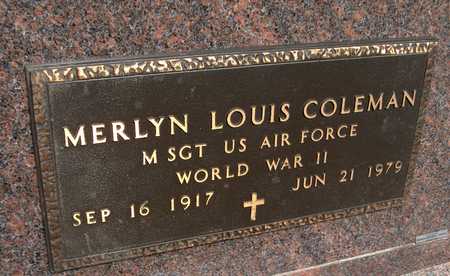 MERLYN LOUIS COLEMAN
M SGT US AIR FORCE
WORLD WAR II
SEP 16 1917 JUN 21 1979